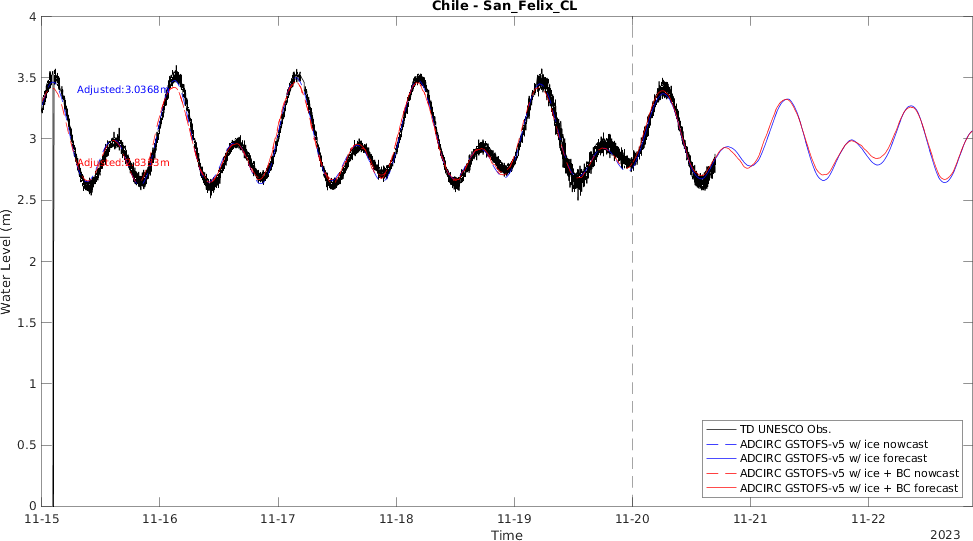 Chile - San_Felix_CL
4
3.5
3
2.5
2
1.5
1
0.5
0
Water Level (m)
Adjusted:3.0368m
TD UNESCO Obs.
ADCIRC GSTOFS-v5 w/ ice nowcast
ADCIRC GSTOFS-v5 w/ ice forecast
ADCIRC GSTOFS-v5 w/ ice + BC nowcast
ADCIRC GSTOFS-v5 w/ ice + BC forecast
11-15 11-16 11-17 11-18 11-19 11-20 11-21 11-22
Time
2023